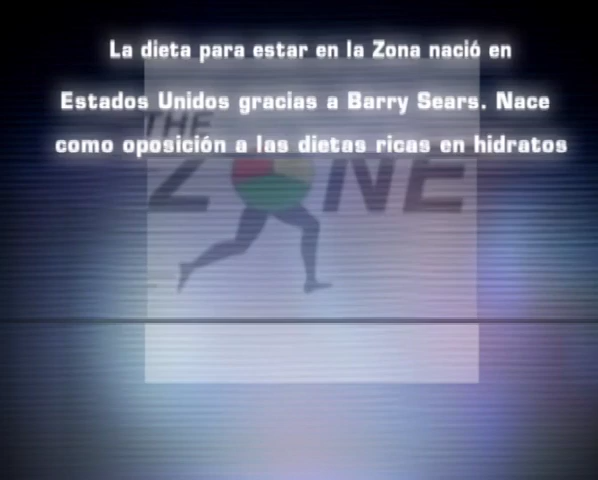 La dieta para estar en la Zona nació en
Estados Unidos gracias a Barry Sears. Nace
como oposición a las dietas ricas en hidratos
THE
ZONE